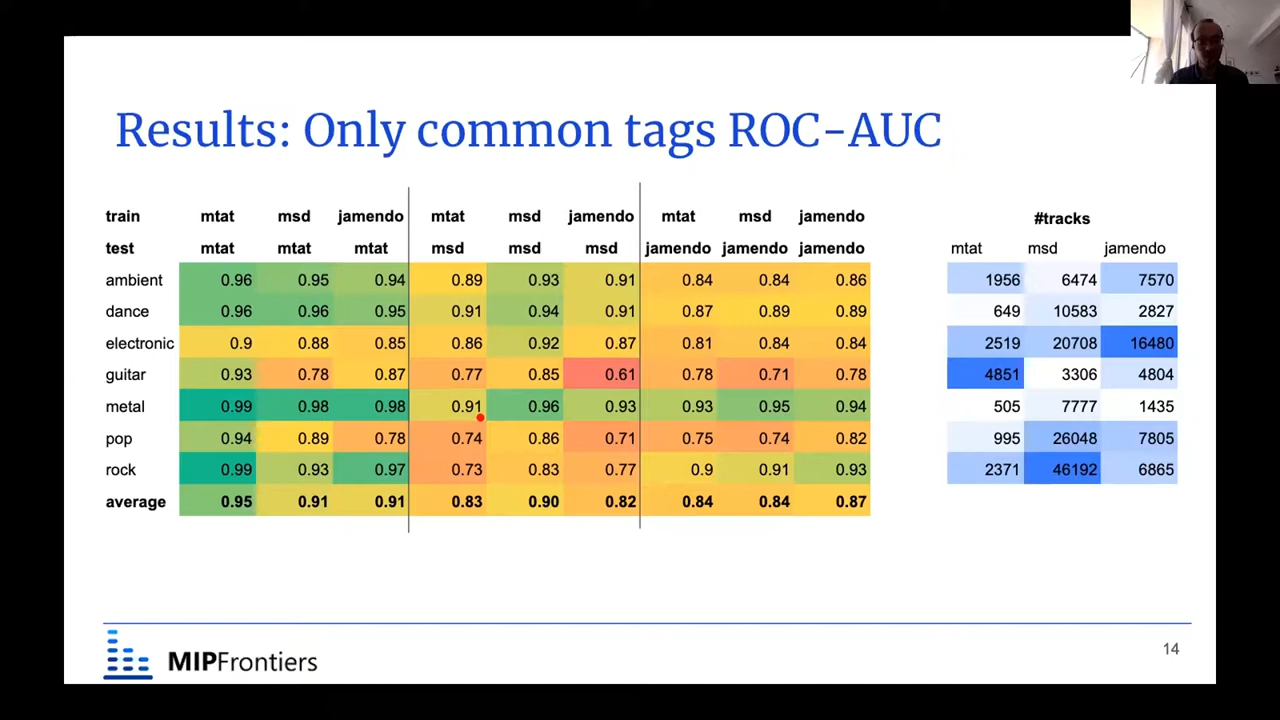 Results: Only common tags ROC-AUC
train mtat msd jamendo mtat msd jamendo mtat msd jamendo #tracks
test mtat mtat mtat msd msd msd jamendo jamendo jamendo mtat msd jamendo
ambient 0.96 0.95 0.94 0.89 0.93 0.91 0.84 0.84 0.86 1956 6474 7570
dance 0.96 0.96 0.95 0.91 0.94 0.91 0.87 0.89 0.89 649 10583 2827
electronic 0.9 0.88 0.85 0.86 0.92 0.87 0.81 0.84 0.84 2519 20708 16480
guitar 0.93 0.78 0.87 0.77 0.85 0.61 0.78 0.71 0.78 4851 3306 4804
metal 0.99 0.98 0.98 0.91 0.96 0.93 0.93 0.95 0.94 505 7777 1435
pop 0.94 0.89 0.78 0.74 0.86 0.71 0.75 0.74 0.82 995 26048 7805
rock 0.99 0.93 0.97 0.73 0.83 0.77 0.9 0.91 0.93 2371 46192 6865
average 0.95 0.91 0.91 0.83 0.90 0.82 0.84 0.84 0.87
14
MIPFrontiers